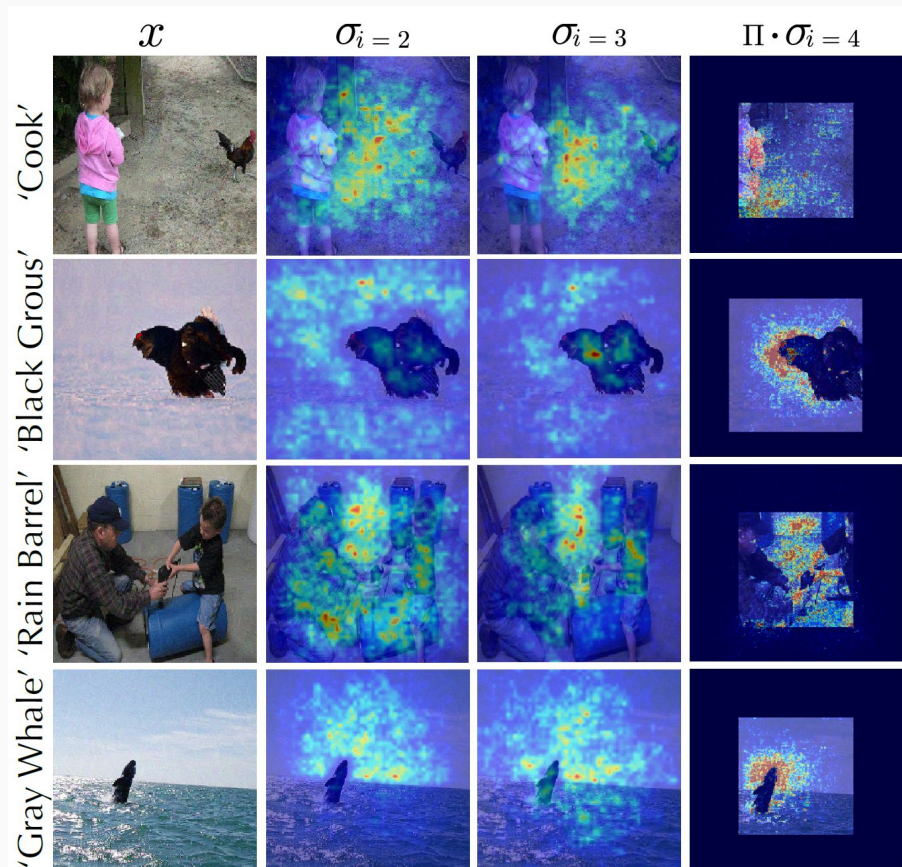 x σi = 2 σi = 3 Π · σi = 4
'Cook'
'Black Grous'
'Rain Barrel'
'Gray Whale'